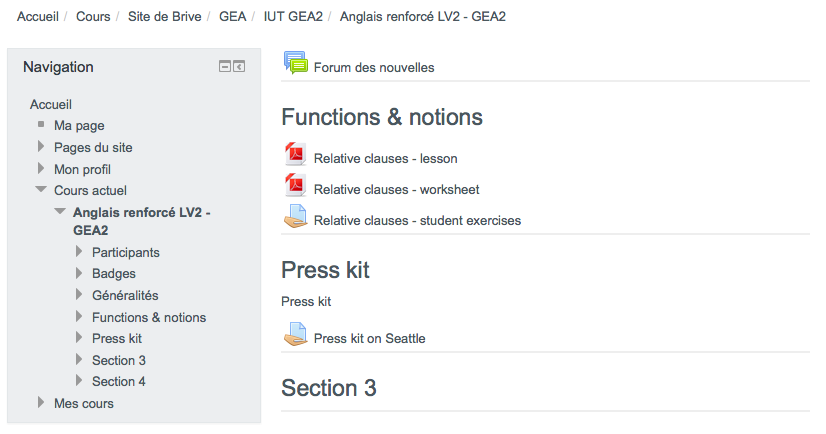 Accueil / Cours / Site de Brive / GEA / IUT GEA2 / Anglais renforcé LV2 - GEA2
Navigation
Accueil
Ma page
Pages du site
Mon profil
Cours actuel
Anglais renforcé LV2 -
GEA2
Participants
Badges
Généralités
Functions & notions
Press kit
Section 3
Section 4
Mes cours
Forum des nouvelles
Functions & notions
Relative clauses - lesson
Relative clauses - worksheet
Relative clauses - student exercises
Press kit
Press kit
Press kit on Seattle
Section 3